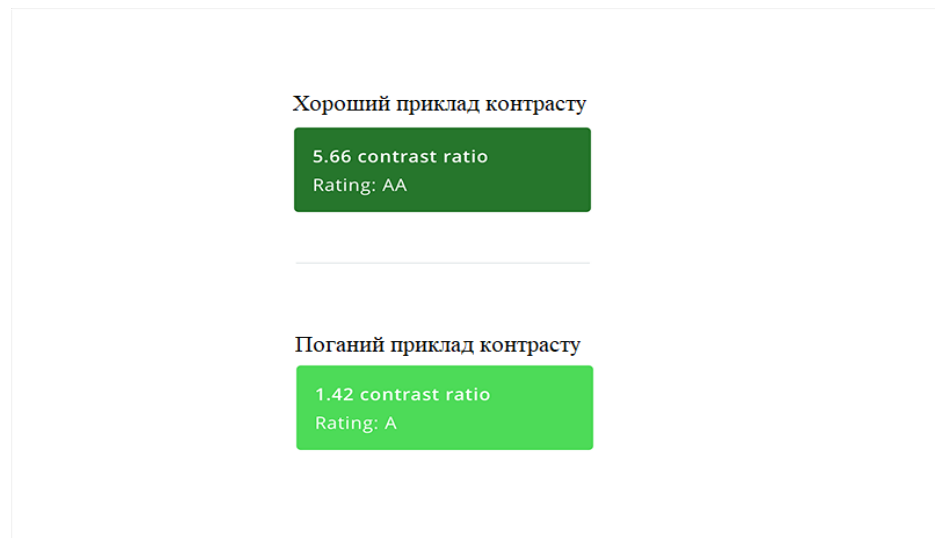 Хороший приклад контрасту
5.66 contrast ratio
Rating: AA
Поганий приклад контрасту
1.42 contrast ratio
Rating: A